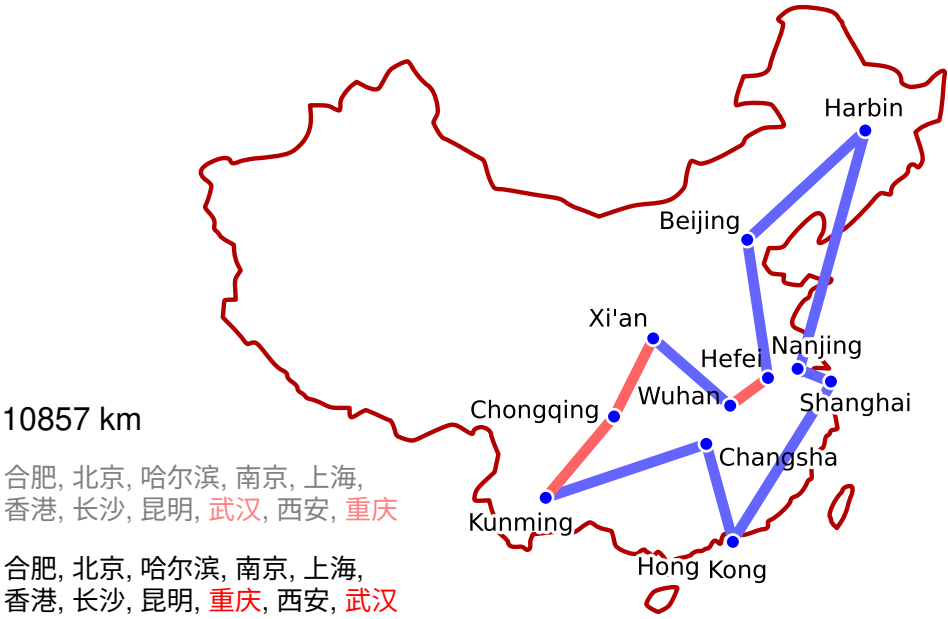 Harbin
Beijing
Xi'an
Nanjing
Hefei
Wuhan
Shanghai
Chongqing
10857 km
Changsha
合肥, 北京, 哈尔滨, 南京, 上海,
香港, 长沙, 昆明, 武汉, 西安, 重庆
Kunming
Hong Kong
合肥, 北京, 哈尔滨, 南京, 上海,
香港, 长沙, 昆明, 重庆, 西安, 武汉